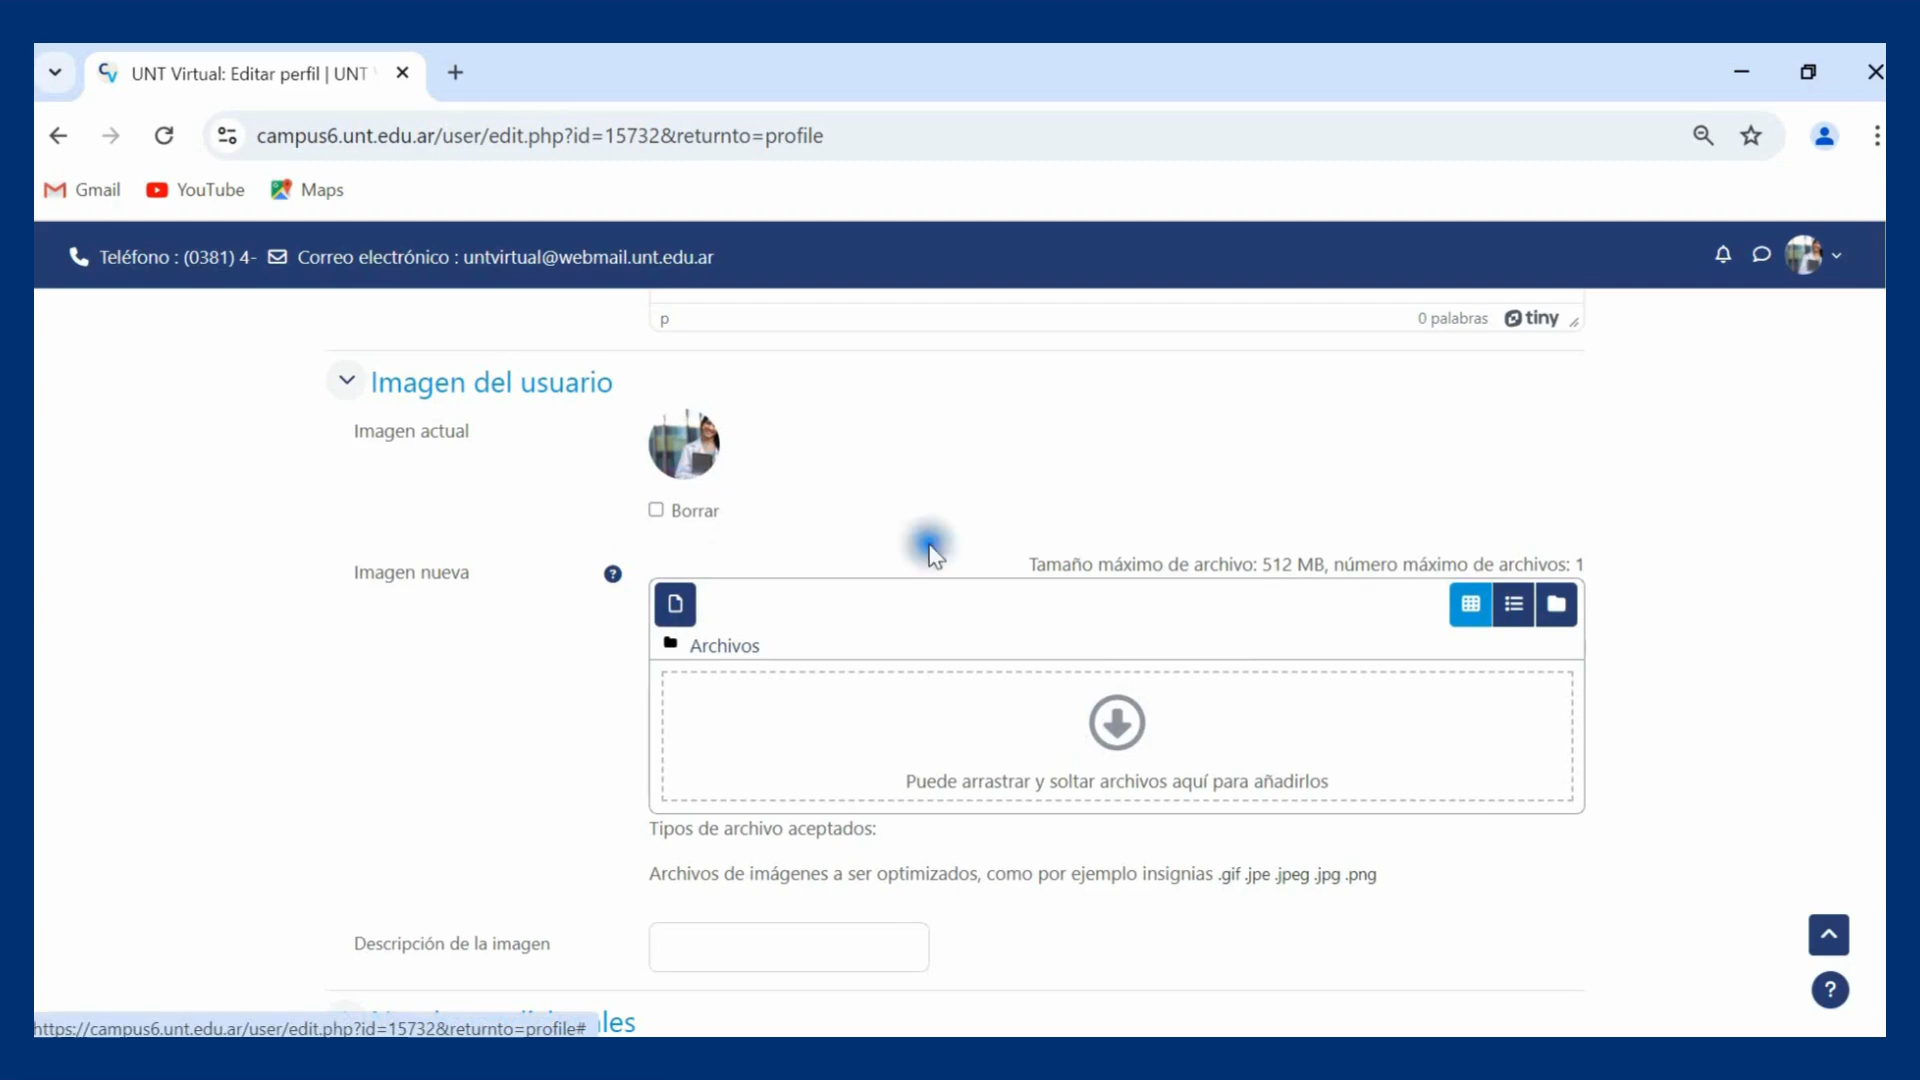 UNT Virtual: Editar perfil | UNT
campus6.unt.edu.ar/user/edit.php?id=15732&returnto=profile
Gmail YouTube Maps
Teléfono : (0381) 4- Correo electrónico : untvirtual@webmail.unt.edu.ar
p 0 palabras tiny
Imagen del usuario
Imagen actual
Borrar
Tamaño máximo de archivo: 512 MB, número máximo de archivos: 1
Imagen nueva ?
Archivos
Puede arrastrar y soltar archivos aquí para añadirlos
Tipos de archivo aceptados:
Archivos de imágenes a ser optimizados, como por ejemplo insignias .gif .jpe .jpeg .jpg .png
Descripción de la imagen
?
https://campus6.unt.edu.ar/user/edit.php?id=15732&returnto=profile#